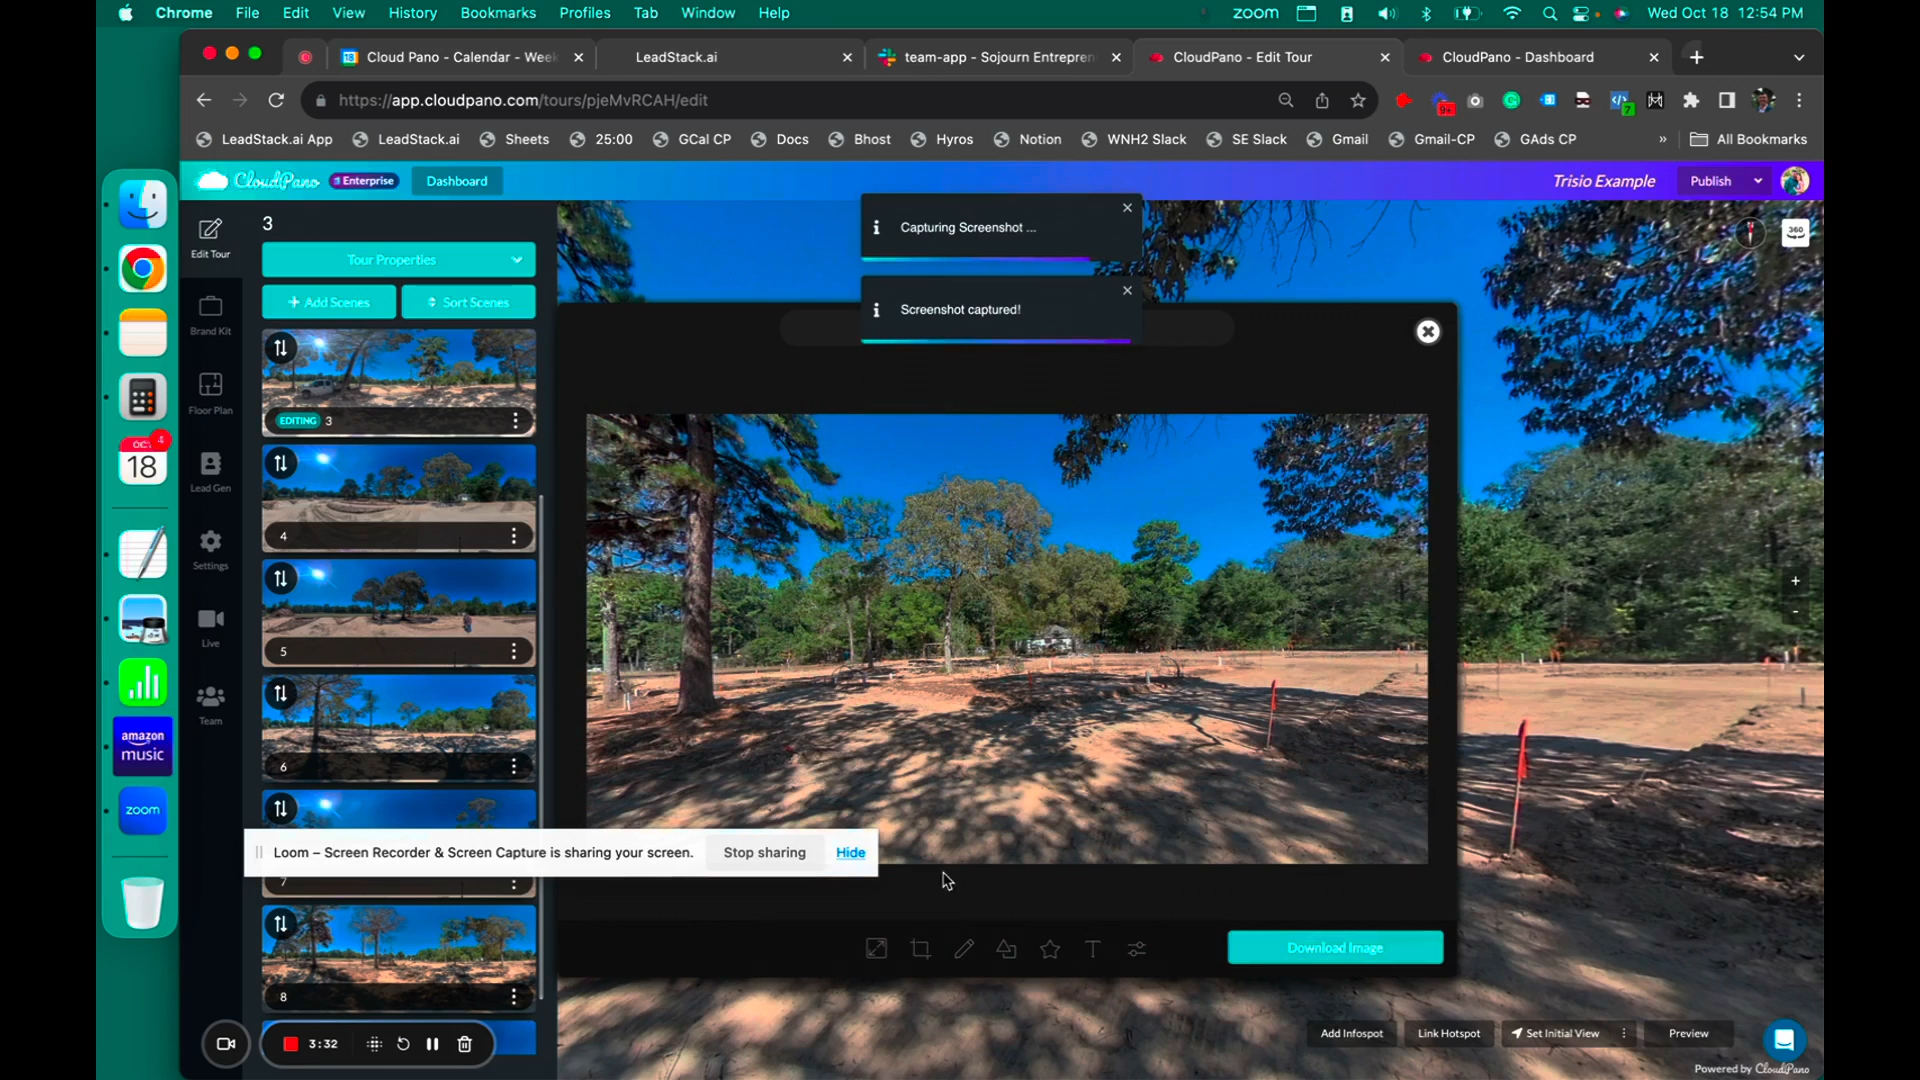 Chrome File Edit View History Bookmarks Profiles Tab Window Help
zoom Wed Oct 18 12:54 PM
18 Cloud Pano - Calendar - Week
LeadStack.ai
team-app - Sojourn Entrepren
CloudPano - Edit Tour
CloudPano - Dashboard
https://app.cloudpano.com/tours/pjeMvRCAH/edit
9+
7
LeadStack.ai App LeadStack.ai Sheets 25:00 GCal CP Docs Bhost Hyros Notion WNH2 Slack SE Slack Gmail Gmail-CP GAds CP » All Bookmarks
CloudPano Enterprise Dashboard
Trisio Example Publish
Edit Tour
Brand Kit
Floor Plan
Lead Gen
Settings
Live
Team
3
Tour Properties
+ Add Scenes Sort Scenes
EDITING 3
4
5
6
7
8
Capturing Screenshot ...
Screenshot captured!
360
+
-
OCT
18
amazon
music
zoom
Loom – Screen Recorder & Screen Capture is sharing your screen. Stop sharing Hide
Download Image
3:32
Add Infospot Link Hotspot Set Initial View Preview
Powered by CloudPano